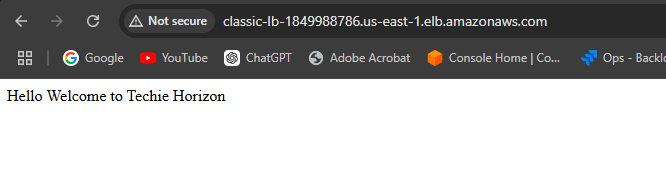 Not secure classic-lb-1849988786.us-east-1.elb.amazonaws.com
Google YouTube ChatGPT Adobe Acrobat Console Home | Co... Ops - Backlo
Hello Welcome to Techie Horizon